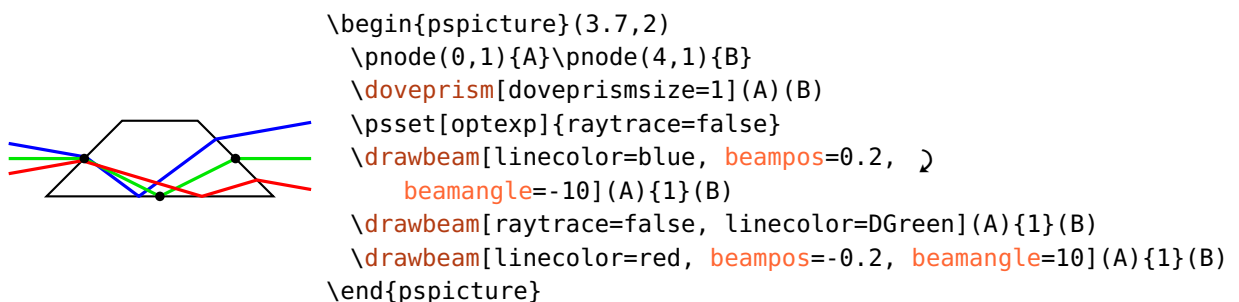 \begin{pspicture}(3.7,2)
\pnode(0,1){A}\pnode(4,1){B}
\doveprism[doveprismsize=1](A)(B)
\psset[optexp]{raytrace=false}
\drawbeam[linecolor=blue, beampos=0.2,
beamangle=-10](A){1}(B)
\drawbeam[raytrace=false, linecolor=DGreen](A){1}(B)
\drawbeam[linecolor=red, beampos=-0.2, beamangle=10](A){1}(B)
\end{pspicture}